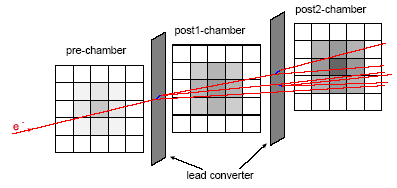 post2-chamber
post1-chamber
pre-chamber
e-
lead converter